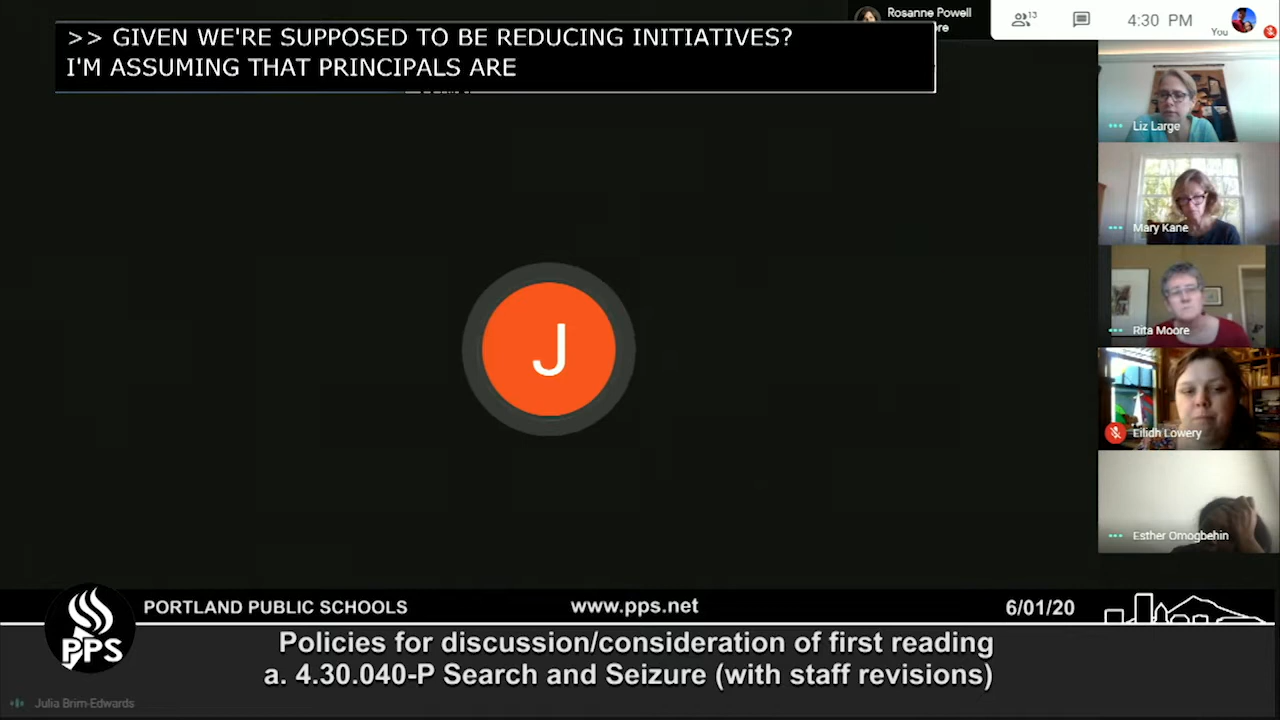 >> GIVEN WE'RE SUPPOSED TO BE REDUCING INITIATIVES?
I'M ASSUMING THAT PRINCIPALS ARE
Rosanne Powell
13
4:30 PM
You
Liz Large
Mary Kane
Rita Moore
Eilidh Lowery
Esther Omogbehin
J
PPS
PORTLAND PUBLIC SCHOOLS www.pps.net 6/01/20
Policies for discussion/consideration of first reading
a. 4.30.040-P Search and Seizure (with staff revisions)
Julia Brim-Edwards